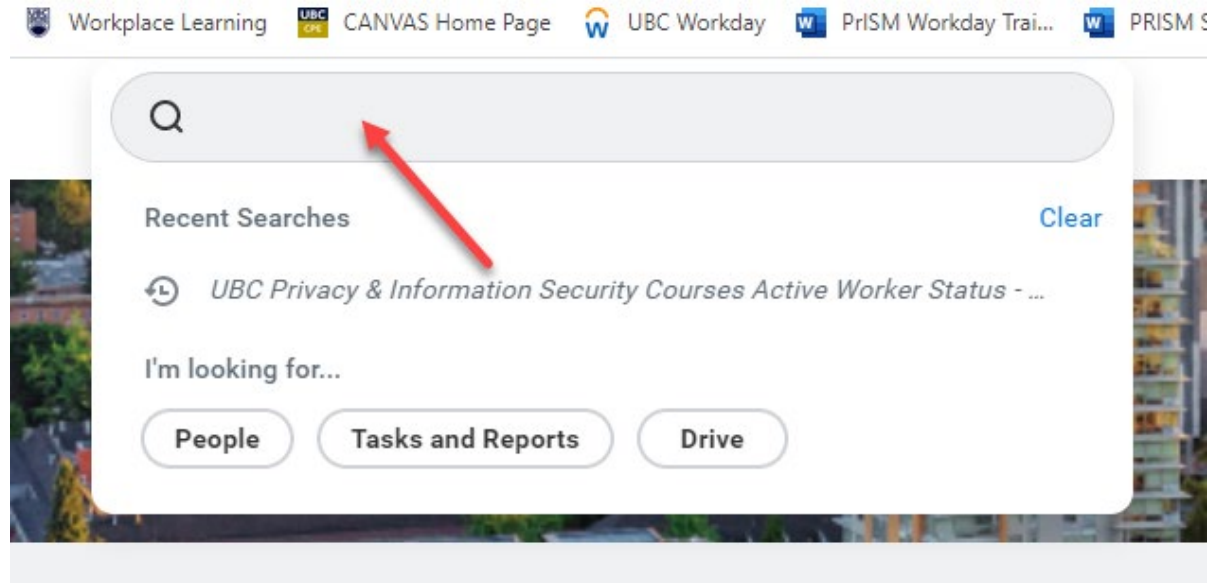 Workplace Learning UBC CPE CANVAS Home Page UBC Workday PrISM Workday Trai... PRISM S
Recent Searches Clear
UBC Privacy & Information Security Courses Active Worker Status - ...
I'm looking for...
People Tasks and Reports Drive